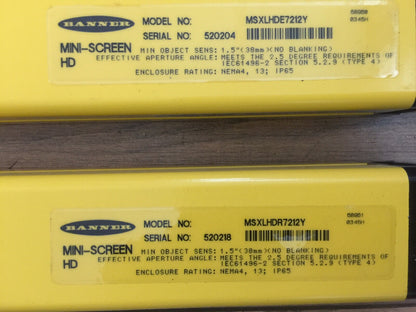 BANNER
MODEL NO: MSXLHDE7212Y
SERIAL NO: 520204
60960
0345H
MINI-SCREEN HD
MIN OBJECT SENS: 1.5"(38mm)(NO BLANKING)
EFFECTIVE APERTURE ANGLE: MEETS THE 2.5 DEGREE REQUIREMENTS OF
IEC61496-2 SECTION 5.2.9 (TYPE 4)
ENCLOSURE RATING: NEMA4, 13; IP65
BANNER
MODEL NO: MSXLHDR7212Y
SERIAL NO: 520218
60961
0345H
MINI-SCREEN HD
MIN OBJECT SENS: 1.5"(38mm)(NO BLANKING)
EFFECTIVE APERTURE ANGLE: MEETS THE 2.5 DEGREE REQUIREMENTS OF
IEC61496-2 SECTION 5.2.9 (TYPE 4)
ENCLOSURE RATING: NEMA4, 13; IP65